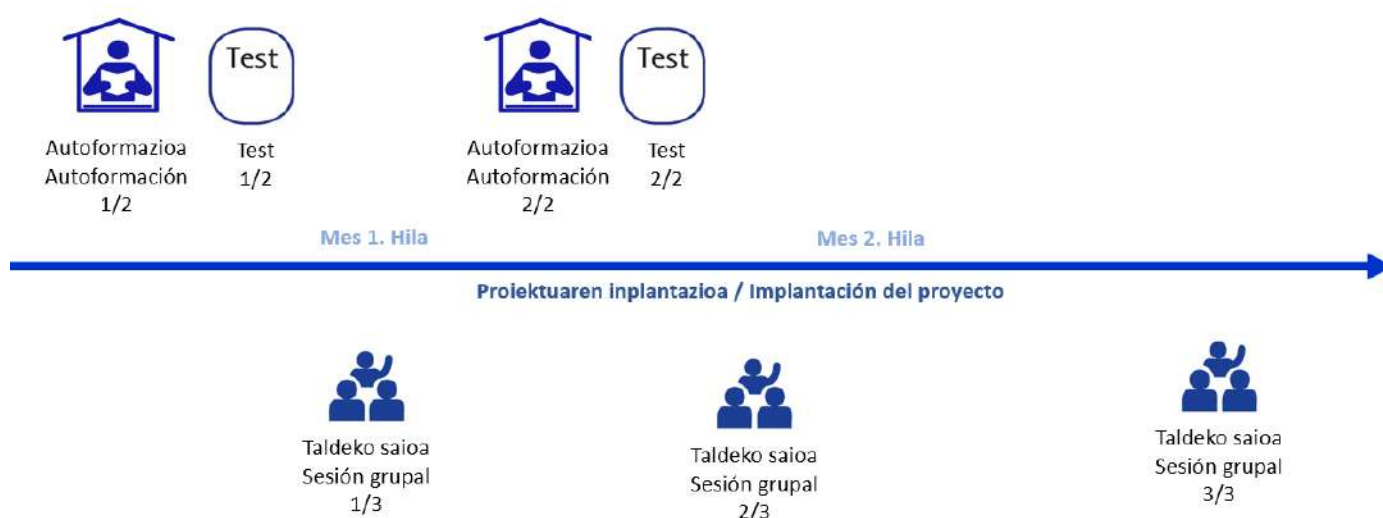 Test
Test
Autoformazioa
Autoformación
1/2
Test
1/2
Autoformazioa
Autoformación
2/2
Test
2/2
Mes 1. Hila
Mes 2. Hila
Proiektuaren inplantazioa / Implantación del proyecto
Taldeko saioa
Sesión grupal
1/3
Taldeko saioa
Sesión grupal
2/3
Taldeko saioa
Sesión grupal
3/3